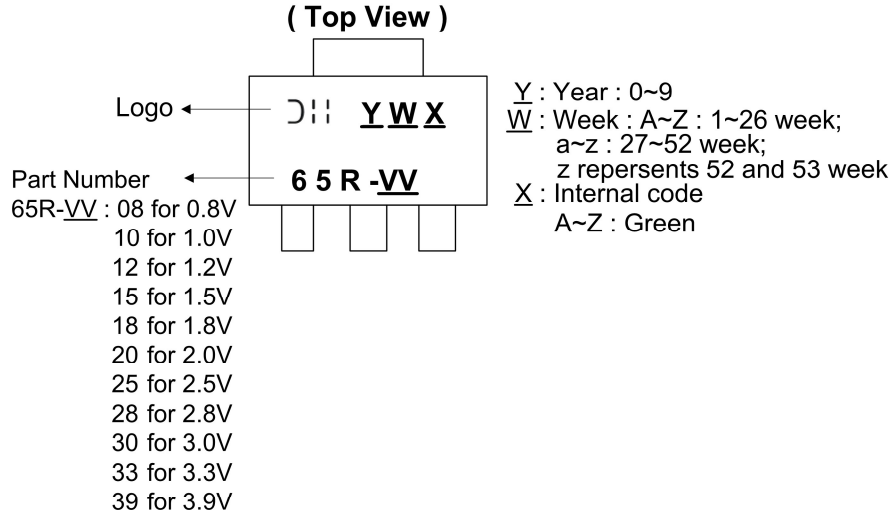 ( Top View )
Logo
Y W X
6 5 R -VV
Y : Year : 0~9
W : Week : A~Z : 1~26 week;
a~z : 27~52 week;
z repersents 52 and 53 week
X : Internal code
A~Z : Green
Part Number
65R-VV : 08 for 0.8V
10 for 1.0V
12 for 1.2V
15 for 1.5V
18 for 1.8V
20 for 2.0V
25 for 2.5V
28 for 2.8V
30 for 3.0V
33 for 3.3V
39 for 3.9V